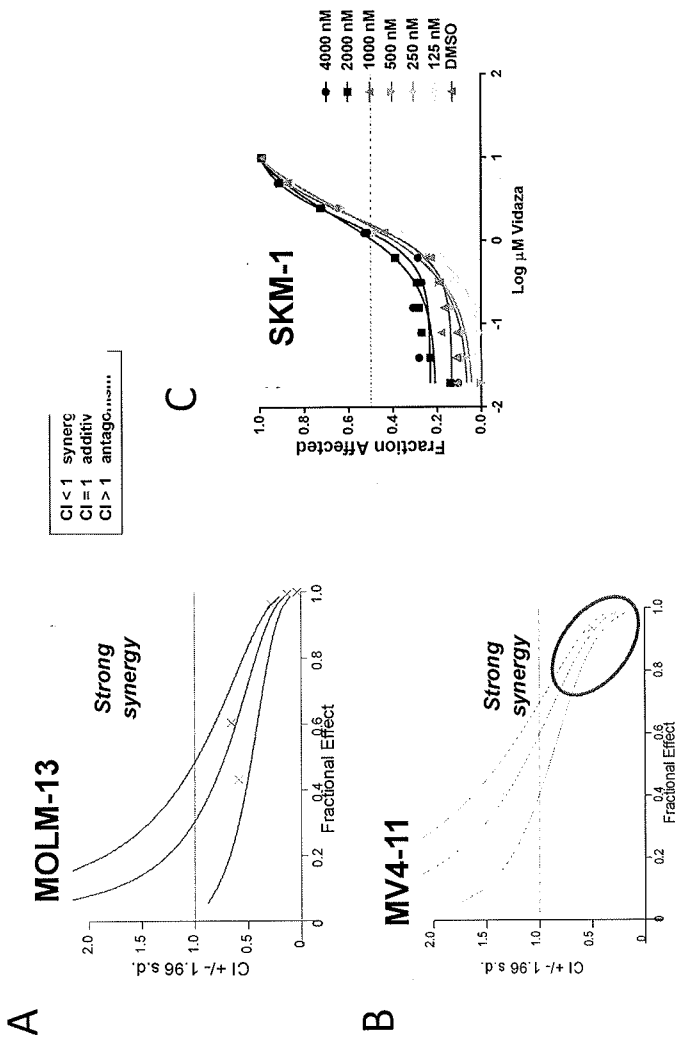 A
MOLM-13
Strong
synergy
CI +/- 1.96 s.d.
2.0
1.5
1.0
0.5
0
0 0.2 0.4 0.6 0.8 1.0
Fractional Effect
CI < 1
CI = 1
CI > 1
B
MV4-11
Strong
synergy
CI +/- 1.96 s.d.
2.0
1.5
1.0
0.5
0
0 0.2 0.4 0.6 0.8 1.0
Fractional Effect
C
SKM-1
Fraction Affected
1.0
0.8
0.6
0.4
0.2
0.0
-2 -1 0 1 2
Log µM Vidaza
4000 nM
2000 nM
1000 nM
500 nM
250 nM
125 nM
DMSO